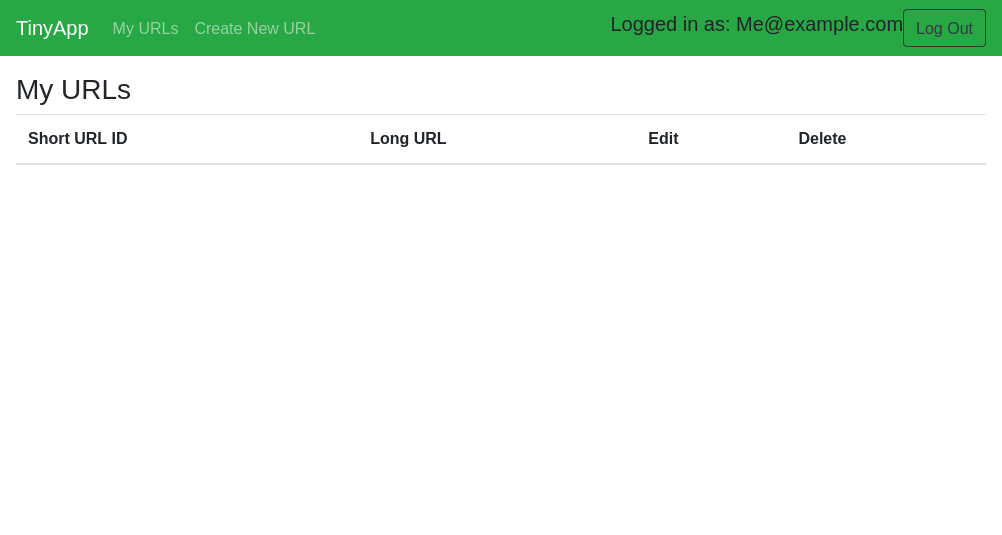 TinyApp My URLs Create New URL Logged in as: Me@example.com Log Out
My URLs
Short URL ID Long URL Edit Delete